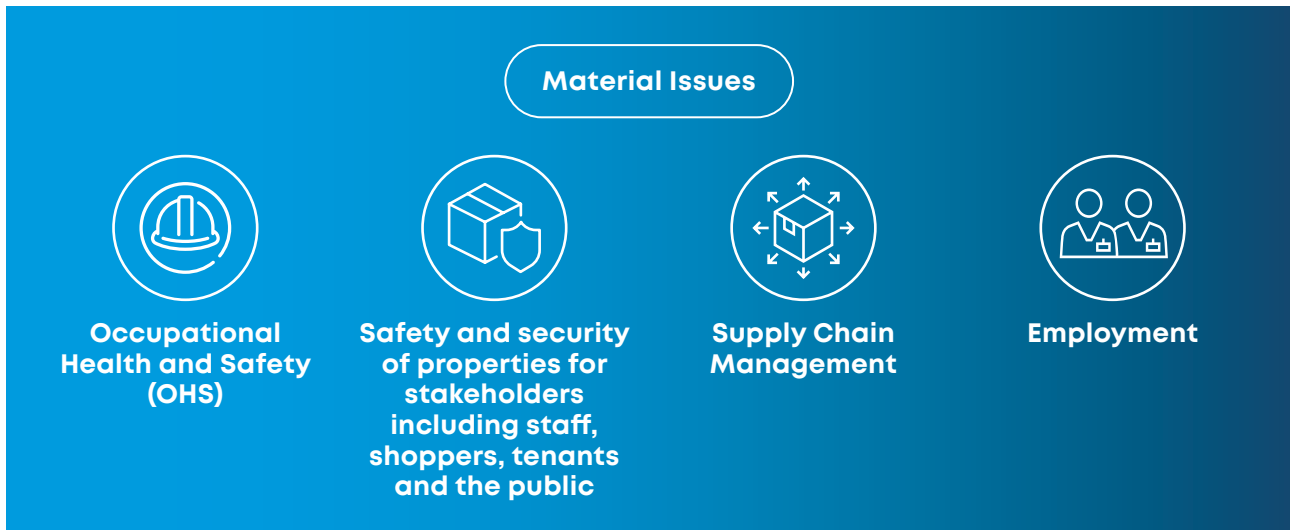 Material Issues
Occupational
Health and Safety
(OHS)
Safety and security
of properties for
stakeholders
including staff,
shoppers, tenants
and the public
Supply Chain
Management
Employment